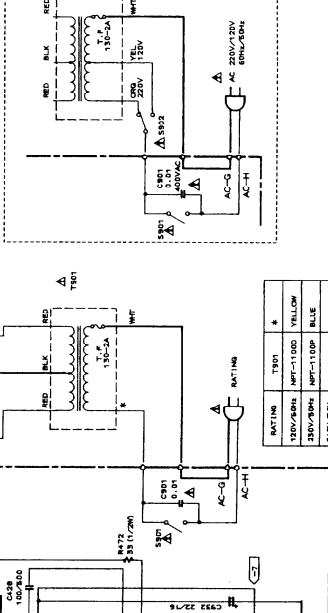 RED
BLK
RED
T.F
130-2A
WHT
YEL
120V
ORG
220V
S902
AC 220V/120V
60Hz/50Hz
C901
0.01
400VAC
S901
AC-G
AC-H
T901
RED
BLK
RED
T.F
130-2A
WHT
*
RATING
C901
0.01
S901
AC-G
AC-H
RATING T901 *
120V/60Hz NPT-1100D YELLOW
230V/50Hz NPT-1100P BLUE
R472
33 (1/2W)
C428
100/500
C932 22/16
-7